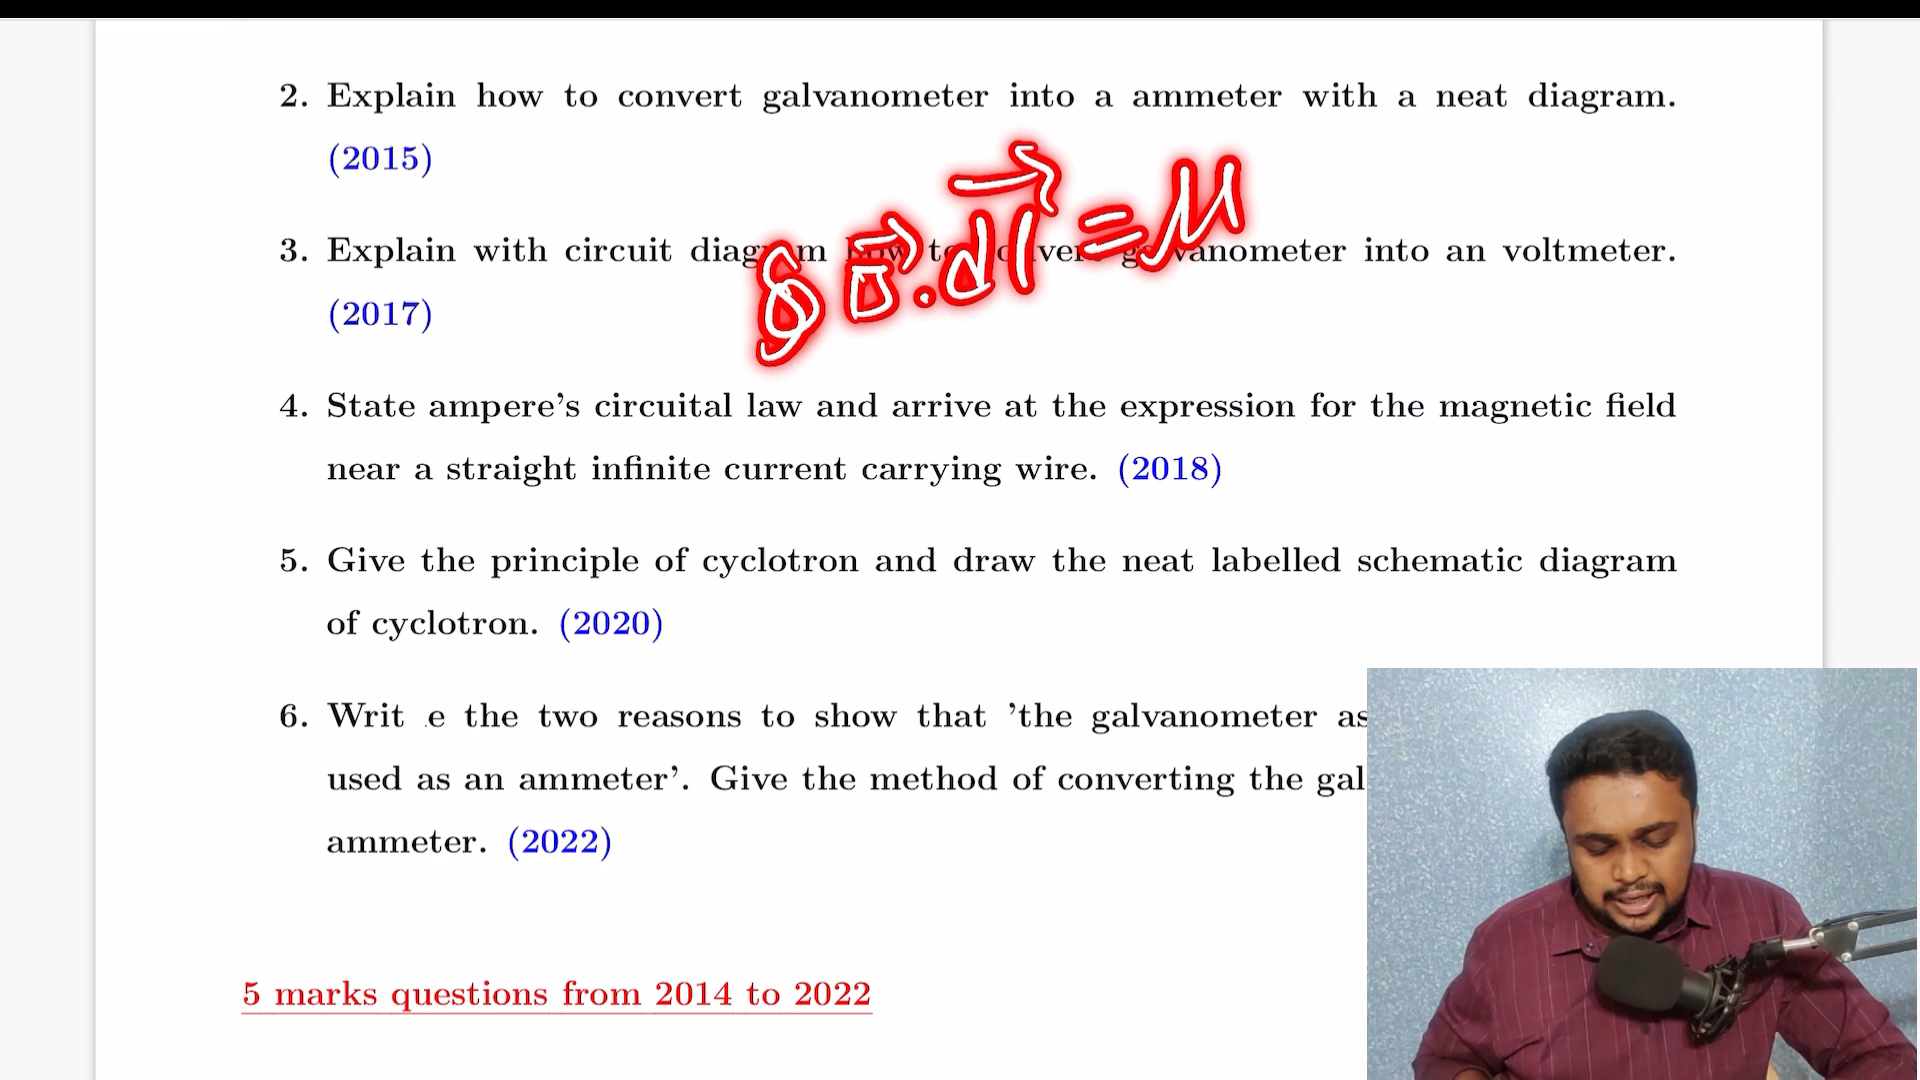 2. Explain how to convert galvanometer into a ammeter with a neat diagram.
(2015)
∮ B⃗.dl⃗ = μ
3. Explain with circuit diagram how to galvanometer into an voltmeter.
(2017)
4. State ampere's circuital law and arrive at the expression for the magnetic field
near a straight infinite current carrying wire. (2018)
5. Give the principle of cyclotron and draw the neat labelled schematic diagram
of cyclotron. (2020)
6. Writ e the two reasons to show that 'the galvanometer as
used as an ammeter'. Give the method of converting the gal
ammeter. (2022)
5 marks questions from 2014 to 2022